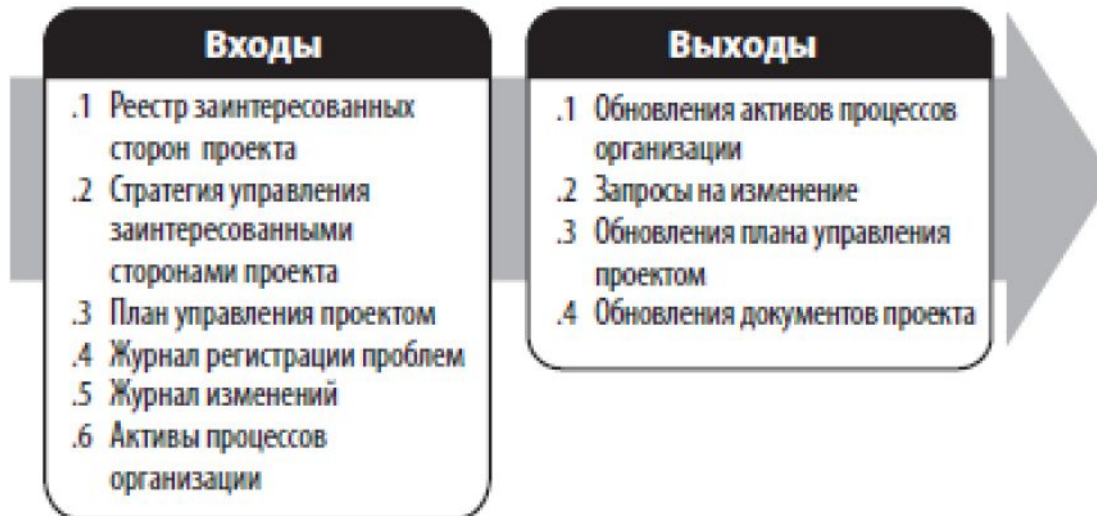 Входы
.1 Реестр заинтересованных
сторон проекта
.2 Стратегия управления
заинтересованными
сторонами проекта
.3 План управления проектом
.4 Журнал регистрации проблем
.5 Журнал изменений
.6 Активы процессов
организации
Выходы
.1 Обновления активов процессов
организации
.2 Запросы на изменение
.3 Обновления плана управления
проектом
.4 Обновления документов проекта